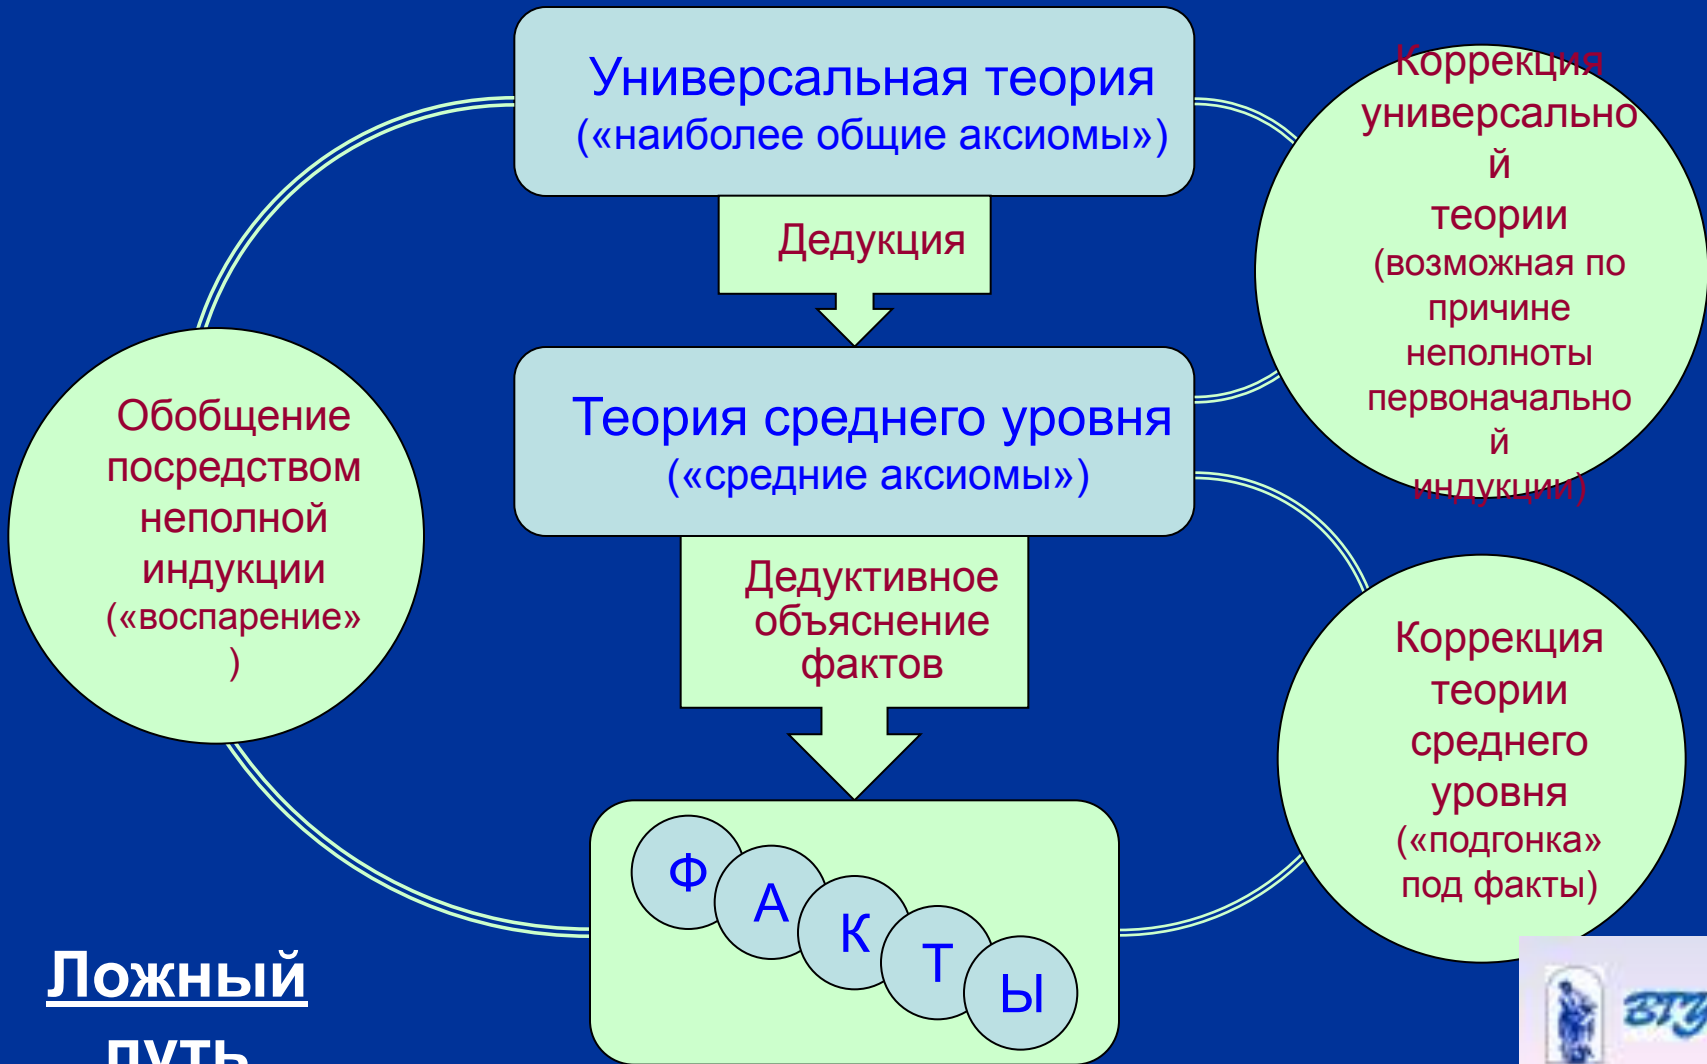 Универсальная теория
(«наиболее общие аксиомы»)
Дедукция
Теория среднего уровня
(«средние аксиомы»)
Дедуктивное
объяснение
фактов
Ф
А
К
Т
Ы
Обобщение
посредством
неполной
индукции
(«воспарение»
)
Коррекция
универсально
й
теории
(возможная по
причине
неполноты
первоначально
й
индукции)
Коррекция
теории
среднего
уровня
(«подгонка»
под факты)
Ложный
путь
ВТУ